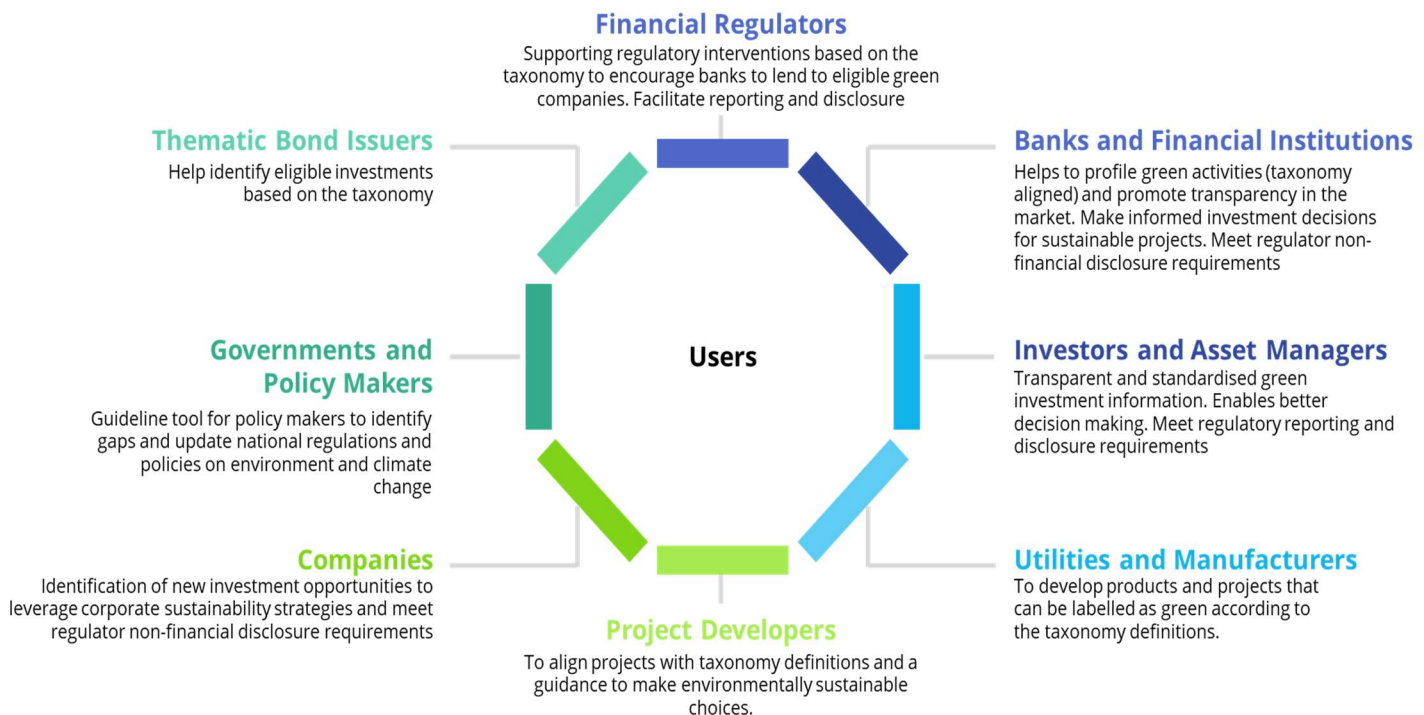 Financial Regulators
Supporting regulatory interventions based on the
taxonomy to encourage banks to lend to eligible green
companies. Facilitate reporting and disclosure
Thematic Bond Issuers
Help identify eligible investments
based on the taxonomy
Banks and Financial Institutions
Helps to profile green activities (taxonomy
aligned) and promote transparency in the
market. Make informed investment decisions
for sustainable projects. Meet regulator non-
financial disclosure requirements
Governments and
Policy Makers
Guideline tool for policy makers to identify
gaps and update national regulations and
policies on environment and climate
change
Users
Investors and Asset Managers
Transparent and standardised green
investment information. Enables better
decision making. Meet regulatory reporting and
disclosure requirements
Companies
Identification of new investment opportunities to
leverage corporate sustainability strategies and meet
regulator non-financial disclosure requirements
Utilities and Manufacturers
To develop products and projects that
can be labelled as green according to
the taxonomy definitions.
Project Developers
To align projects with taxonomy definitions and a
guidance to make environmentally sustainable
choices.